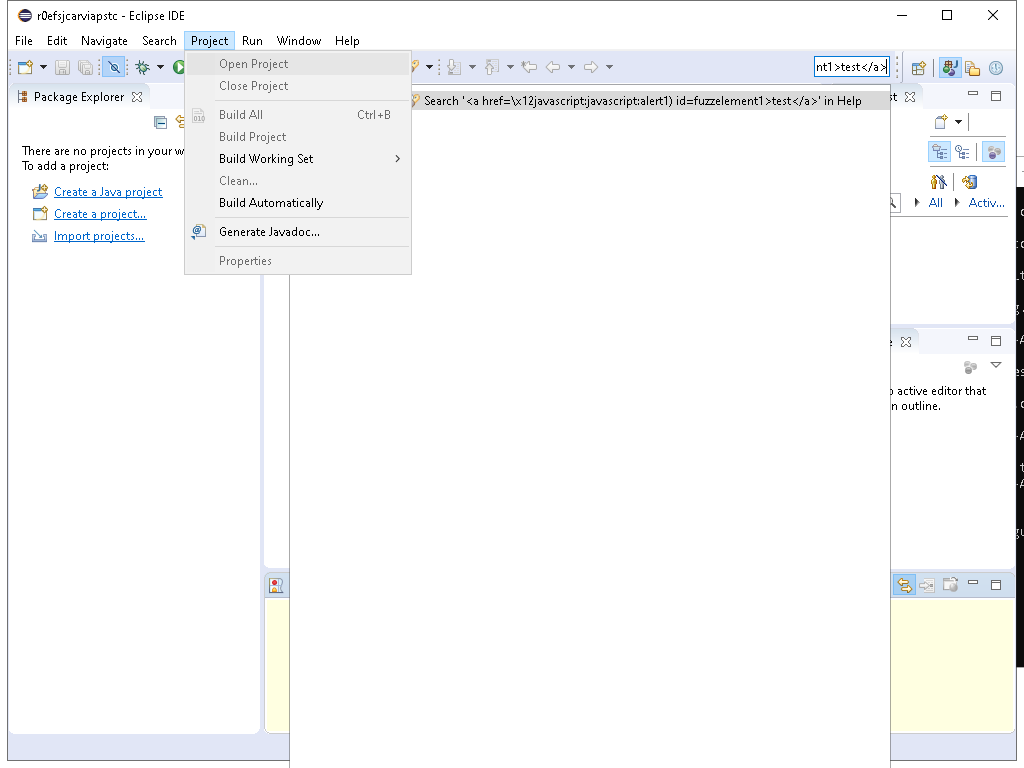 r0efsjcarviapstc - Eclipse IDE
File Edit Navigate Search Project Run Window Help
nt1>test</a>
Open Project
Close Project
Build All Ctrl+B
Build Project
Build Working Set
Clean...
Build Automatically
Generate Javadoc...
Properties
Package Explorer
There are no projects in your w
To add a project:
Create a Java project
Create a project...
Import projects...
Search '<a href=\x12javascript:javascript:alert1) id=fuzzelement1>test</a>' in Help
st
All Activ...
o active editor that
n outline.